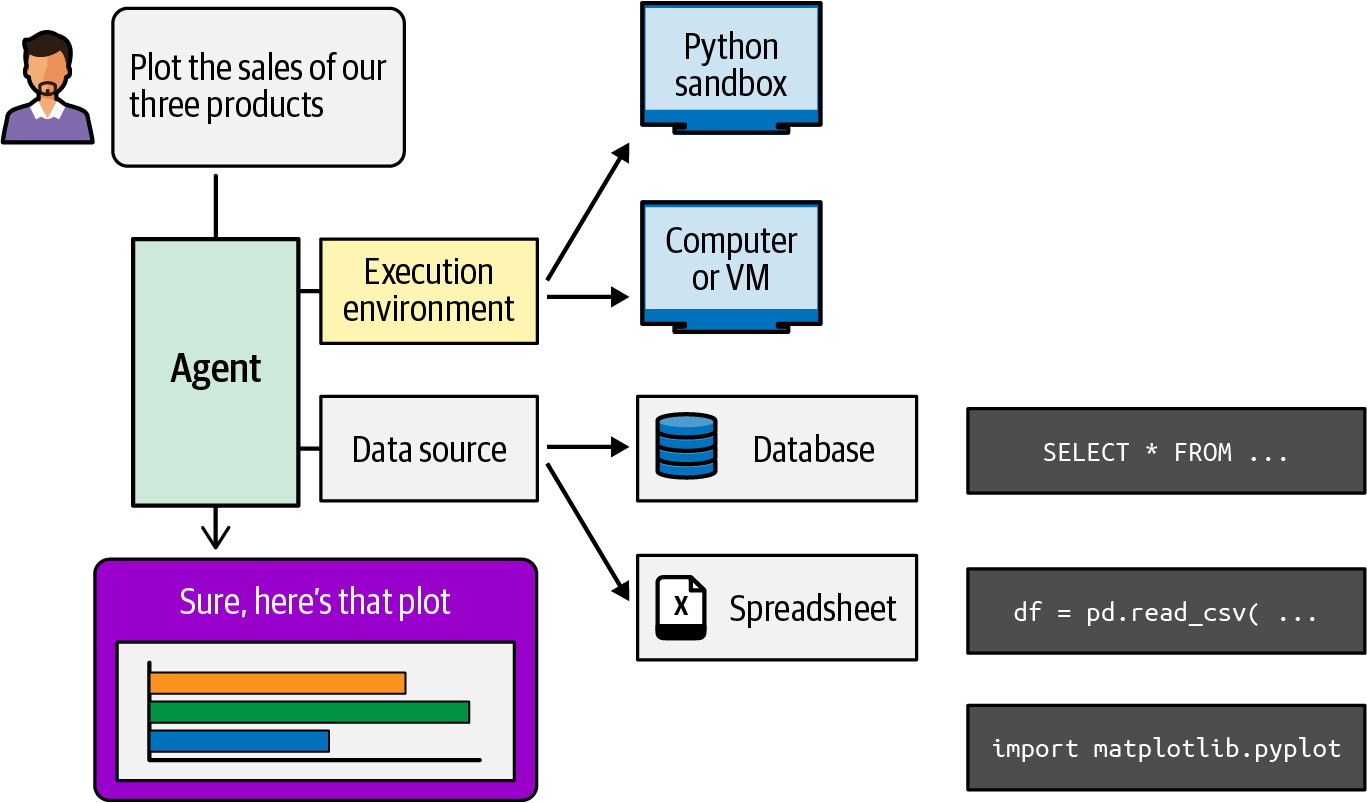 Plot the sales of our
three products
Python
sandbox
Computer
or VM
Execution
environment
Agent
Data source
Database
SELECT * FROM ...
Sure, here's that plot
X
Spreadsheet
df = pd.read_csv( ...
import matplotlib.pyplot